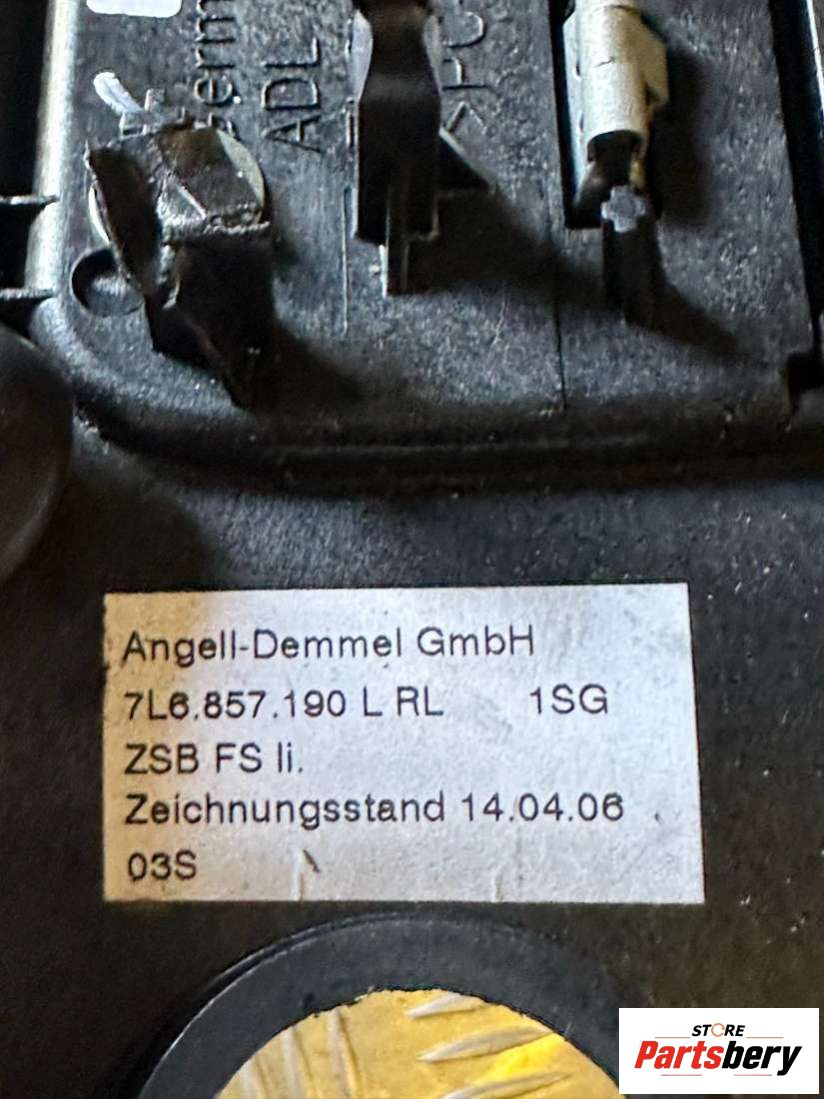 ADL
>PC
Angell-Demmel GmbH
7L6.857.190 L RL 1SG
ZSB FS li.
Zeichnungsstand 14.04.06
03S
STORE
Partsbery